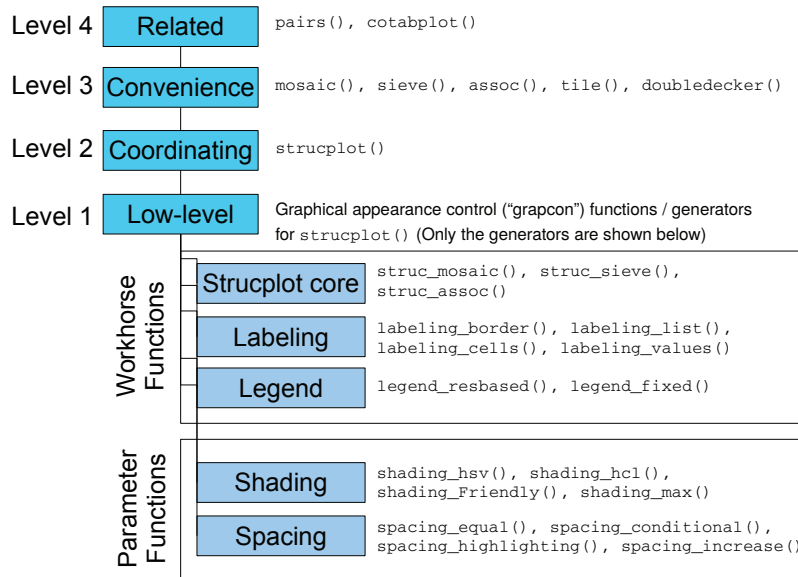 Level 4 Related pairs(), cotabplot()
Level 3 Convenience mosaic(), sieve(), assoc(), tile(), doubledecker()
Level 2 Coordinating strucplot()
Level 1 Low-level Graphical appearance control (“grapcon”) functions / generators
for strucplot() (Only the generators are shown below)
Workhorse
Functions
Strucplot core struc_mosaic(), struc_sieve(),
struc_assoc()
Labeling labeling_border(), labeling_list(),
labeling_cells(), labeling_values()
Legend legend_resbased(), legend_fixed()
Parameter
Functions
Shading shading_hsv(), shading_hcl(),
shading_Friendly(), shading_max()
Spacing spacing_equal(), spacing_conditional(),
spacing_highlighting(), spacing_increase()